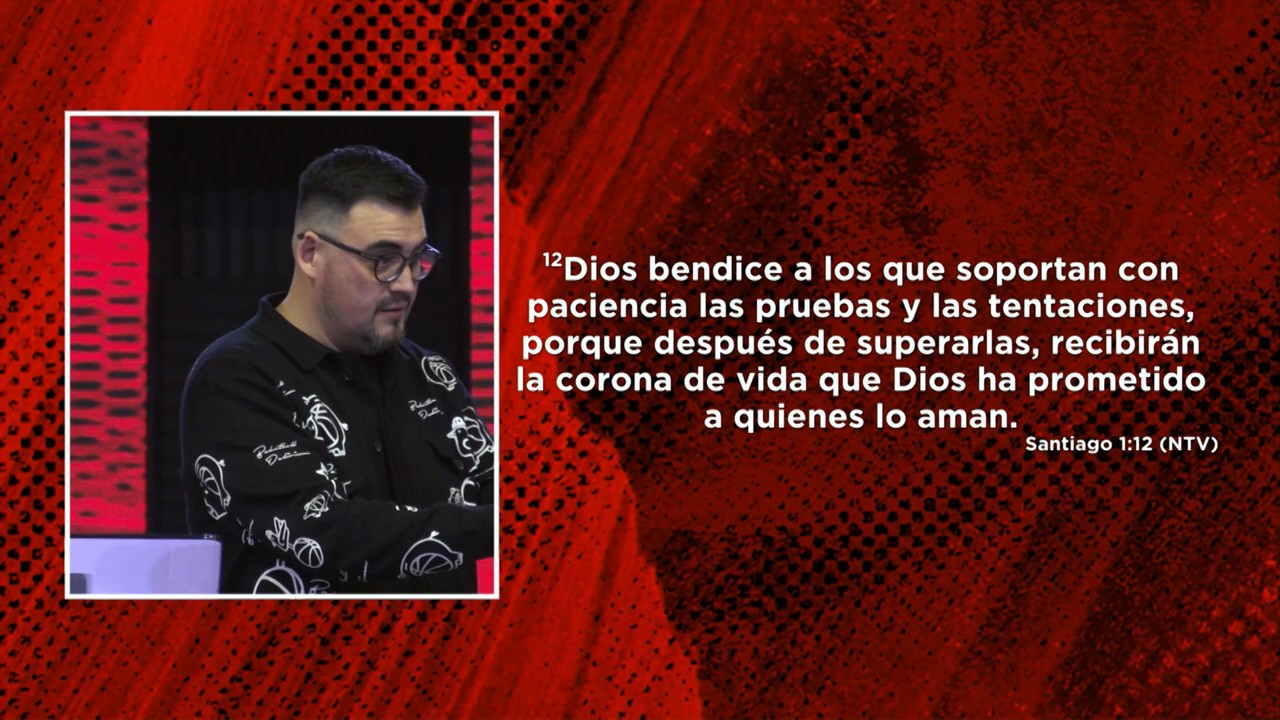 ¹²Dios bendice a los que soportan con
paciencia las pruebas y las tentaciones,
porque después de superarlas, recibirán
la corona de vida que Dios ha prometido
a quienes lo aman.
Santiago 1:12 (NTV)